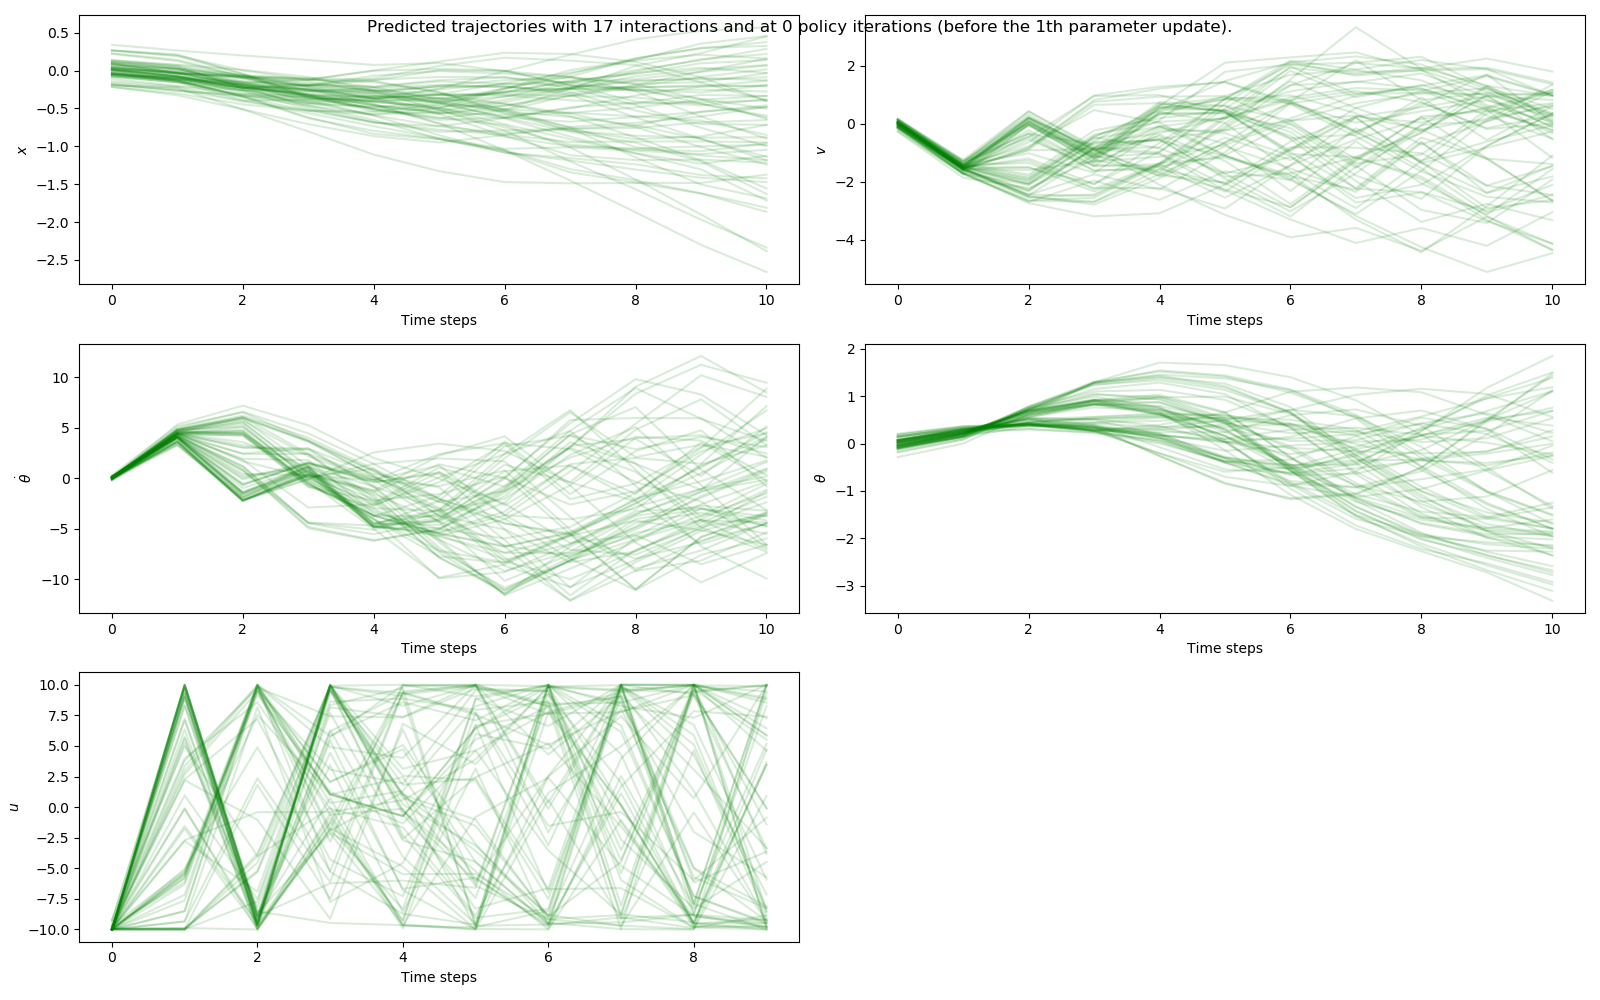 Predicted trajectories with 17 interactions and at 0 policy iterations (before the 1th parameter update).
0.5
0.0
−0.5
−1.0
−1.5
−2.0
−2.5
x
0 2 4 6 8 10
Time steps
2
0
−2
−4
v
0 2 4 6 8 10
Time steps
10
5
0
−5
−10
θ̇
0 2 4 6 8 10
Time steps
2
1
0
−1
−2
−3
θ
0 2 4 6 8 10
Time steps
10.0
7.5
5.0
2.5
0.0
−2.5
−5.0
−7.5
−10.0
u
0 2 4 6 8
Time steps